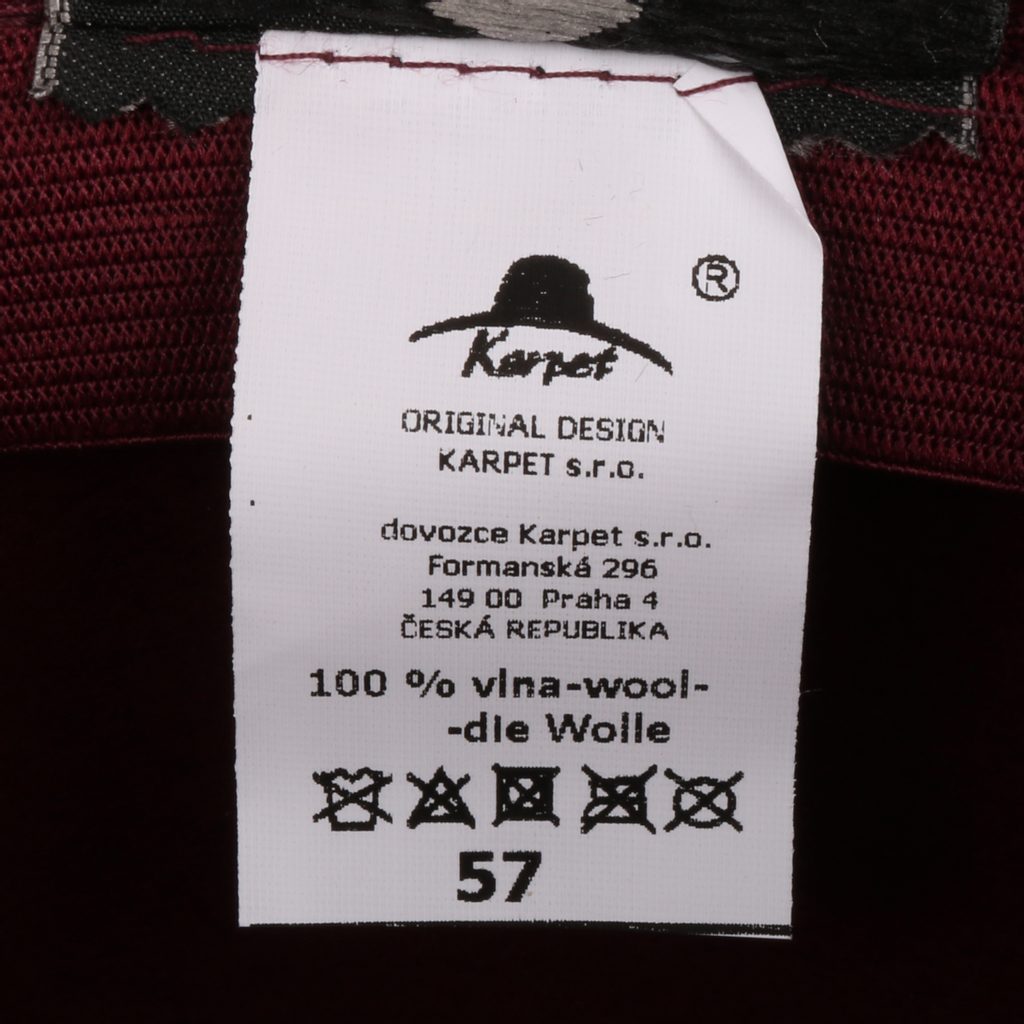 ®
Karpet
ORIGINAL DESIGN
KARPET s.r.o.
dovozce Karpet s.r.o.
Formanská 296
149 00 Praha 4
ČESKÁ REPUBLIKA
100 % vlna-wool-
-die Wolle
57